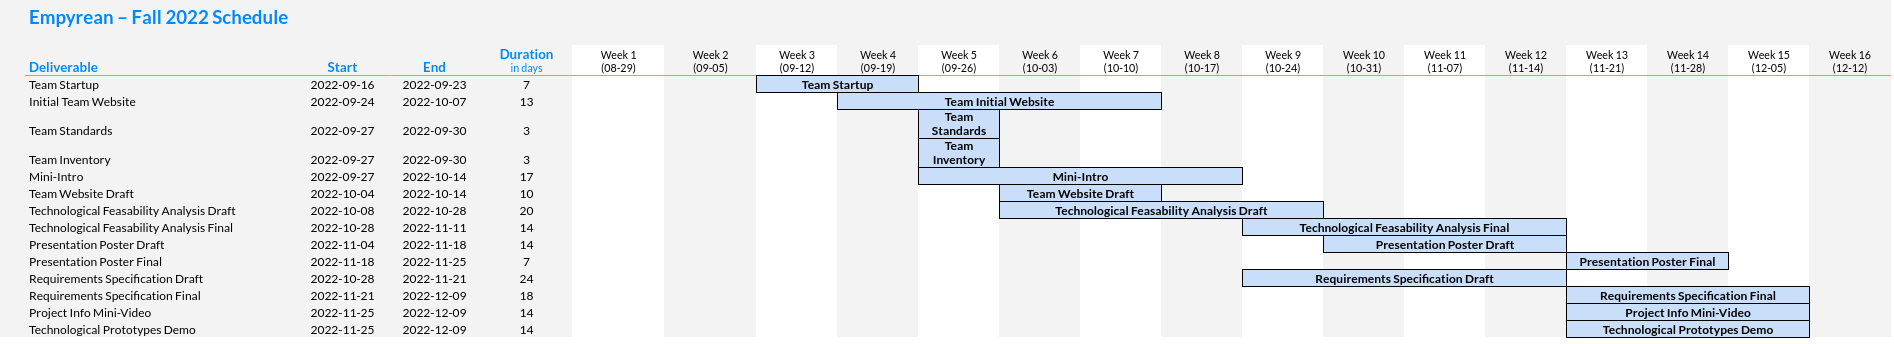 Empyrean – Fall 2022 Schedule
Deliverable Start End Duration in days Week 1 (08-29) Week 2 (09-05) Week 3 (09-12) Week 4 (09-19) Week 5 (09-26) Week 6 (10-03) Week 7 (10-10) Week 8 (10-17) Week 9 (10-24) Week 10 (10-31) Week 11 (11-07) Week 12 (11-14) Week 13 (11-21) Week 14 (11-28) Week 15 (12-05) Week 16 (12-12)
Team Startup 2022-09-16 2022-09-23 7 Team Startup
Initial Team Website 2022-09-24 2022-10-07 13 Team Initial Website
Team Standards 2022-09-27 2022-09-30 3 Team Standards
Team Inventory 2022-09-27 2022-09-30 3 Team Inventory
Mini-Intro 2022-09-27 2022-10-14 17 Mini-Intro
Team Website Draft 2022-10-04 2022-10-14 10 Team Website Draft
Technological Feasability Analysis Draft 2022-10-08 2022-10-28 20 Technological Feasability Analysis Draft
Technological Feasability Analysis Final 2022-10-28 2022-11-11 14 Technological Feasability Analysis Final
Presentation Poster Draft 2022-11-04 2022-11-18 14 Presentation Poster Draft
Presentation Poster Final 2022-11-18 2022-11-25 7 Presentation Poster Final
Requirements Specification Draft 2022-10-28 2022-11-21 24 Requirements Specification Draft
Requirements Specification Final 2022-11-21 2022-12-09 18 Requirements Specification Final
Project Info Mini-Video 2022-11-25 2022-12-09 14 Project Info Mini-Video
Technological Prototypes Demo 2022-11-25 2022-12-09 14 Technological Prototypes Demo